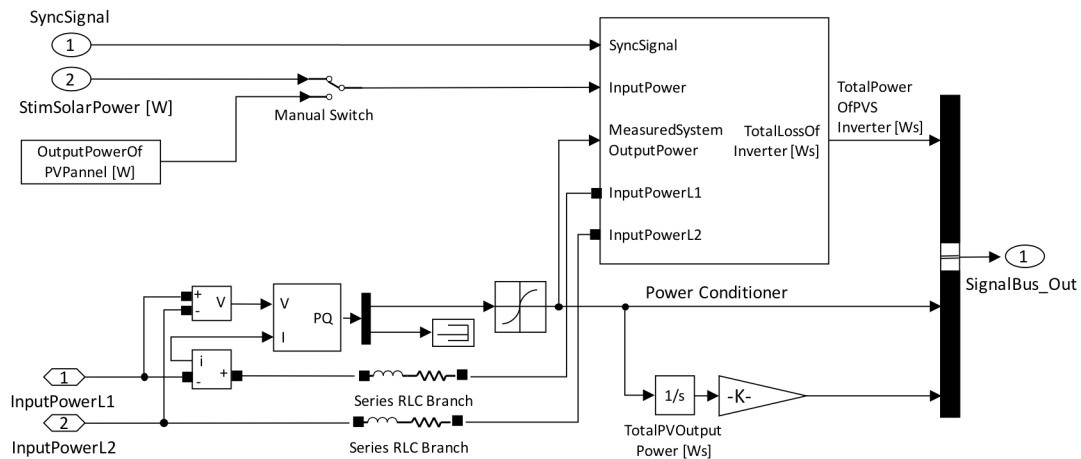 SyncSignal
1
2
StimSolarPower [W]
Manual Switch
OutputPowerOf
PVPannel [W]
SyncSignal
InputPower
MeasuredSystem
OutputPower
TotalLossOf
Inverter [Ws]
InputPowerL1
InputPowerL2
TotalPower
OfPVS
Inverter [Ws]
1
SignalBus_Out
Power Conditioner
+
-
V
V
I
PQ
i
-
+
1
InputPowerL1
2
InputPowerL2
Series RLC Branch
Series RLC Branch
1/s
-K-
TotalPVOutput
Power [Ws]